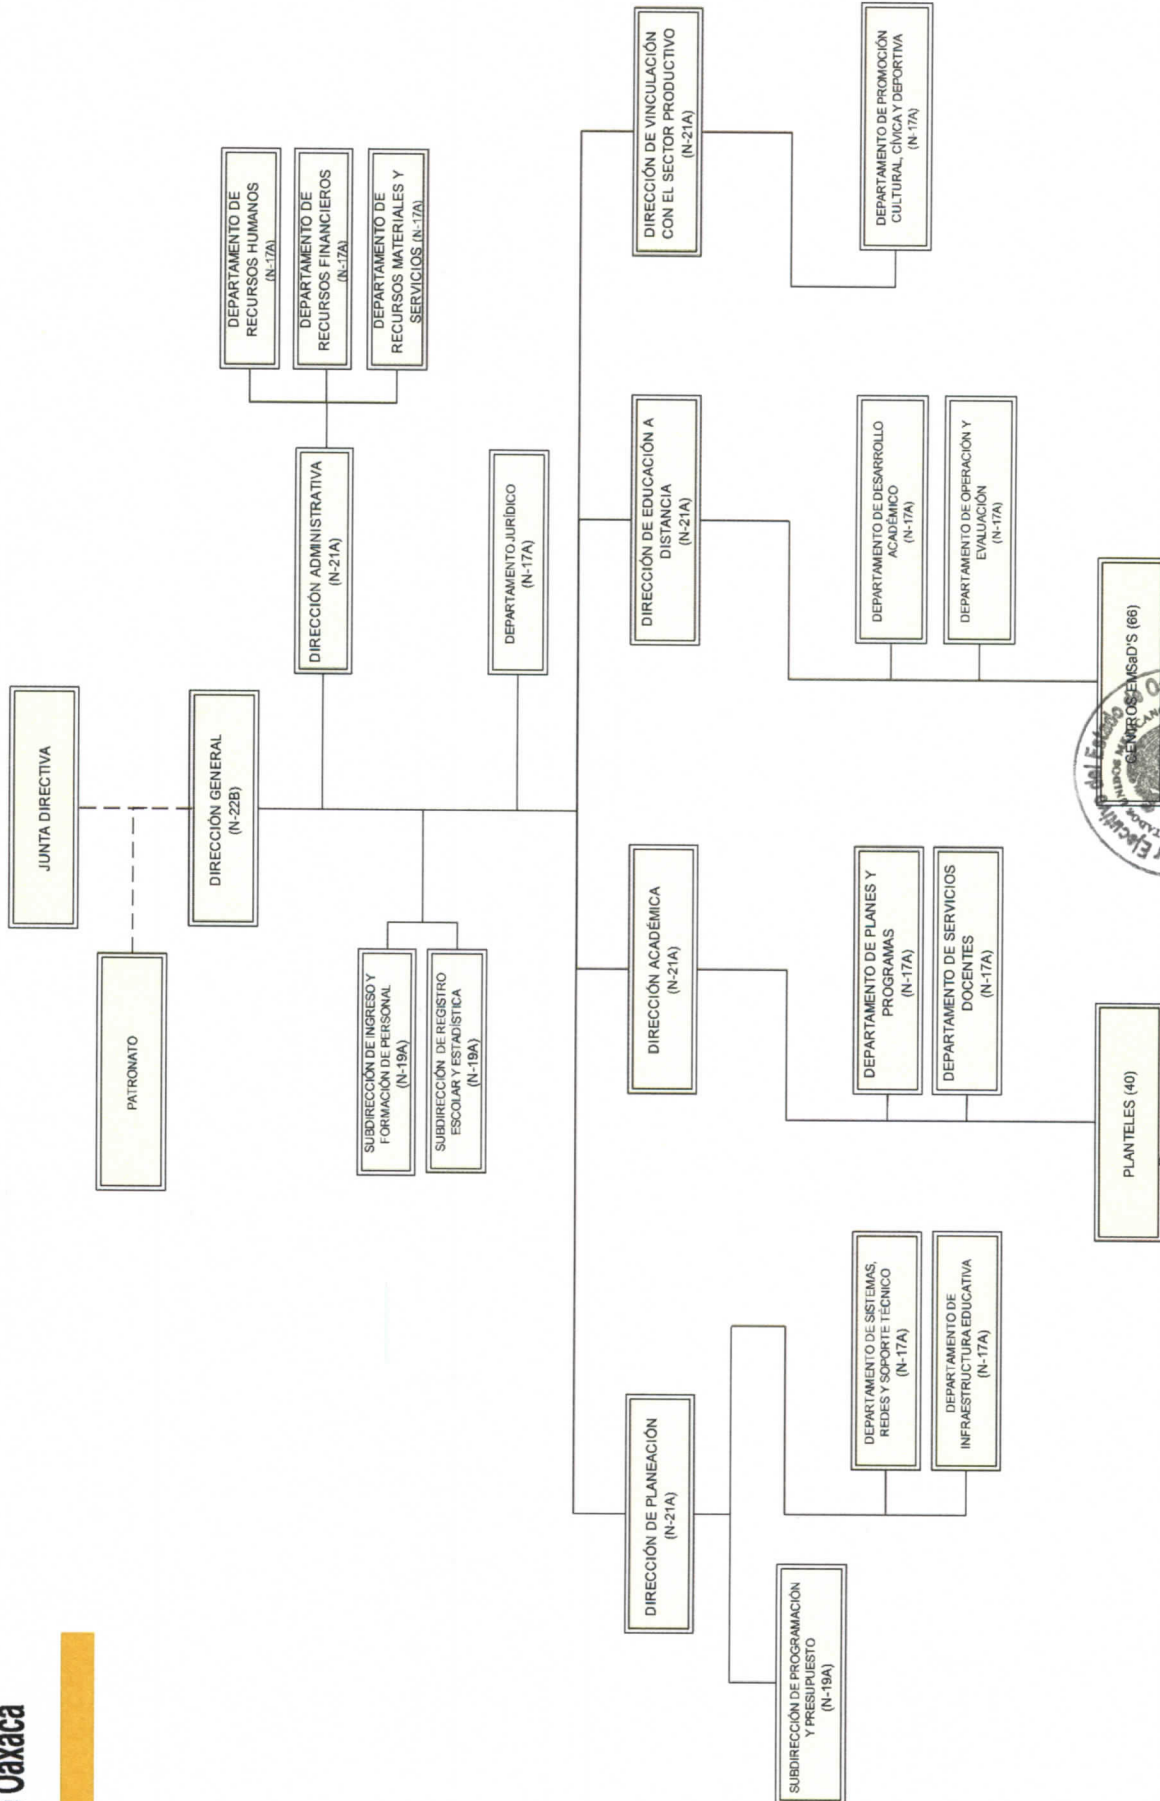 Oaxaca
JUNTA DIRECTIVA
PATRONATO
DIRECCIÓN GENERAL
(N-22B)
DIRECCIÓN ADMINISTRATIVA
(N-21A)
DEPARTAMENTO DE
RECURSOS HUMANOS
(N-17A)
DEPARTAMENTO DE
RECURSOS FINANCIEROS
(N-17A)
DEPARTAMENTO DE
RECURSOS MATERIALES Y
SERVICIOS (N-17A)
SUBDIRECCIÓN DE INGRESO Y
FORMACIÓN DE PERSONAL
(N-19A)
SUBDIRECCIÓN DE REGISTRO
ESCOLAR Y ESTADÍSTICA
(N-19A)
DEPARTAMENTO JURÍDICO
(N-17A)
DIRECCIÓN DE PLANEACIÓN
(N-21A)
DIRECCIÓN ACADÉMICA
(N-21A)
DIRECCIÓN DE EDUCACIÓN A
DISTANCIA
(N-21A)
DIRECCIÓN DE VINCULACIÓN
CON EL SECTOR PRODUCTIVO
(N-21A)
SUBDIRECCIÓN DE PROGRAMACIÓN
Y PRESUPUESTO
(N-19A)
DEPARTAMENTO DE SISTEMAS,
REDES Y SOPORTE TÉCNICO
(N-17A)
DEPARTAMENTO DE
INFRAESTRUCTURA EDUCATIVA
(N-17A)
DEPARTAMENTO DE PLANES Y
PROGRAMAS
(N-17A)
DEPARTAMENTO DE SERVICIOS
DOCENTES
(N-17A)
DEPARTAMENTO DE DESARROLLO
ACADÉMICO
(N-17A)
DEPARTAMENTO DE OPERACIÓN Y
EVALUACIÓN
(N-17A)
DEPARTAMENTO DE PROMOCIÓN
CULTURAL, CÍVICA Y DEPORTIVA
(N-17A)
PLANTELES (40)
CENTROS EMSaD'S (66)
Ejecutivo del Estado de